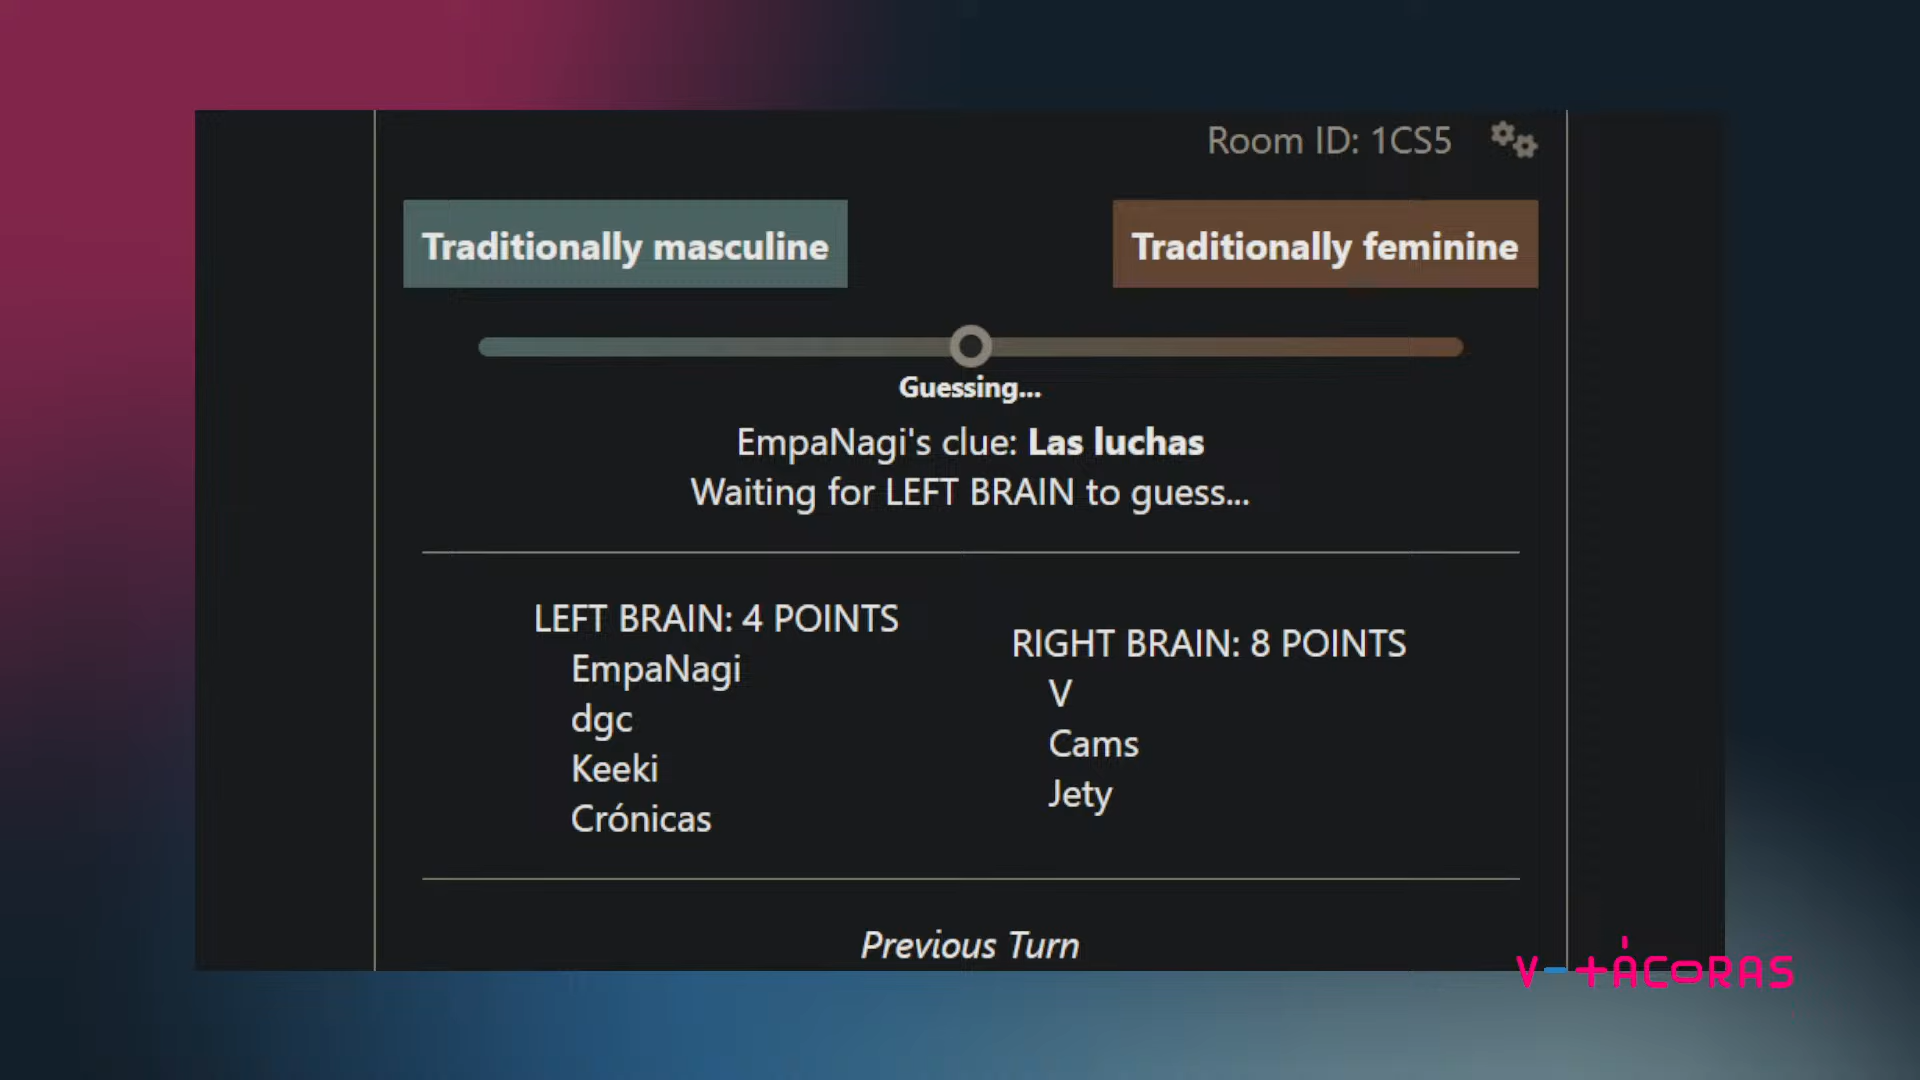 Room ID: 1CS5
Traditionally masculine
Traditionally feminine
Guessing...
EmpaNagi's clue: Las luchas
Waiting for LEFT BRAIN to guess...
LEFT BRAIN: 4 POINTS
EmpaNagi
dgc
Keeki
Crónicas
RIGHT BRAIN: 8 POINTS
V
Cams
Jety
Previous Turn
V-TÁCORAS